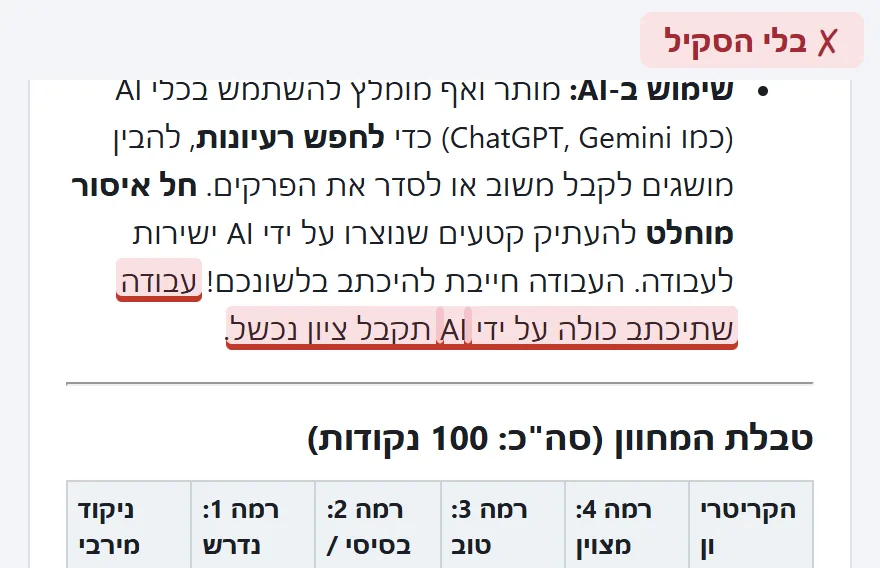 ✗ בלי הסקיל
• שימוש ב-AI: מותר ואף מומלץ להשתמש בכלי AI
(כמו ChatGPT, Gemini) כדי לחפש רעיונות, להבין
מושגים לקבל משוב או לסדר את הפרקים. חל איסור
מוחלט להעתיק קטעים שנוצרו על ידי AI ישירות
לעבודה. העבודה חייבת להיכתב בלשונכם! עבודה
שתיכתב כולה על ידי AI תקבל ציון נכשל.
טבלת המחוון (סה"כ: 100 נקודות)
הקריטרי
ון
רמה 4:
מצוין
רמה 3:
טוב
רמה 2:
בסיסי /
רמה 1:
נדרש
ניקוד
מירבי